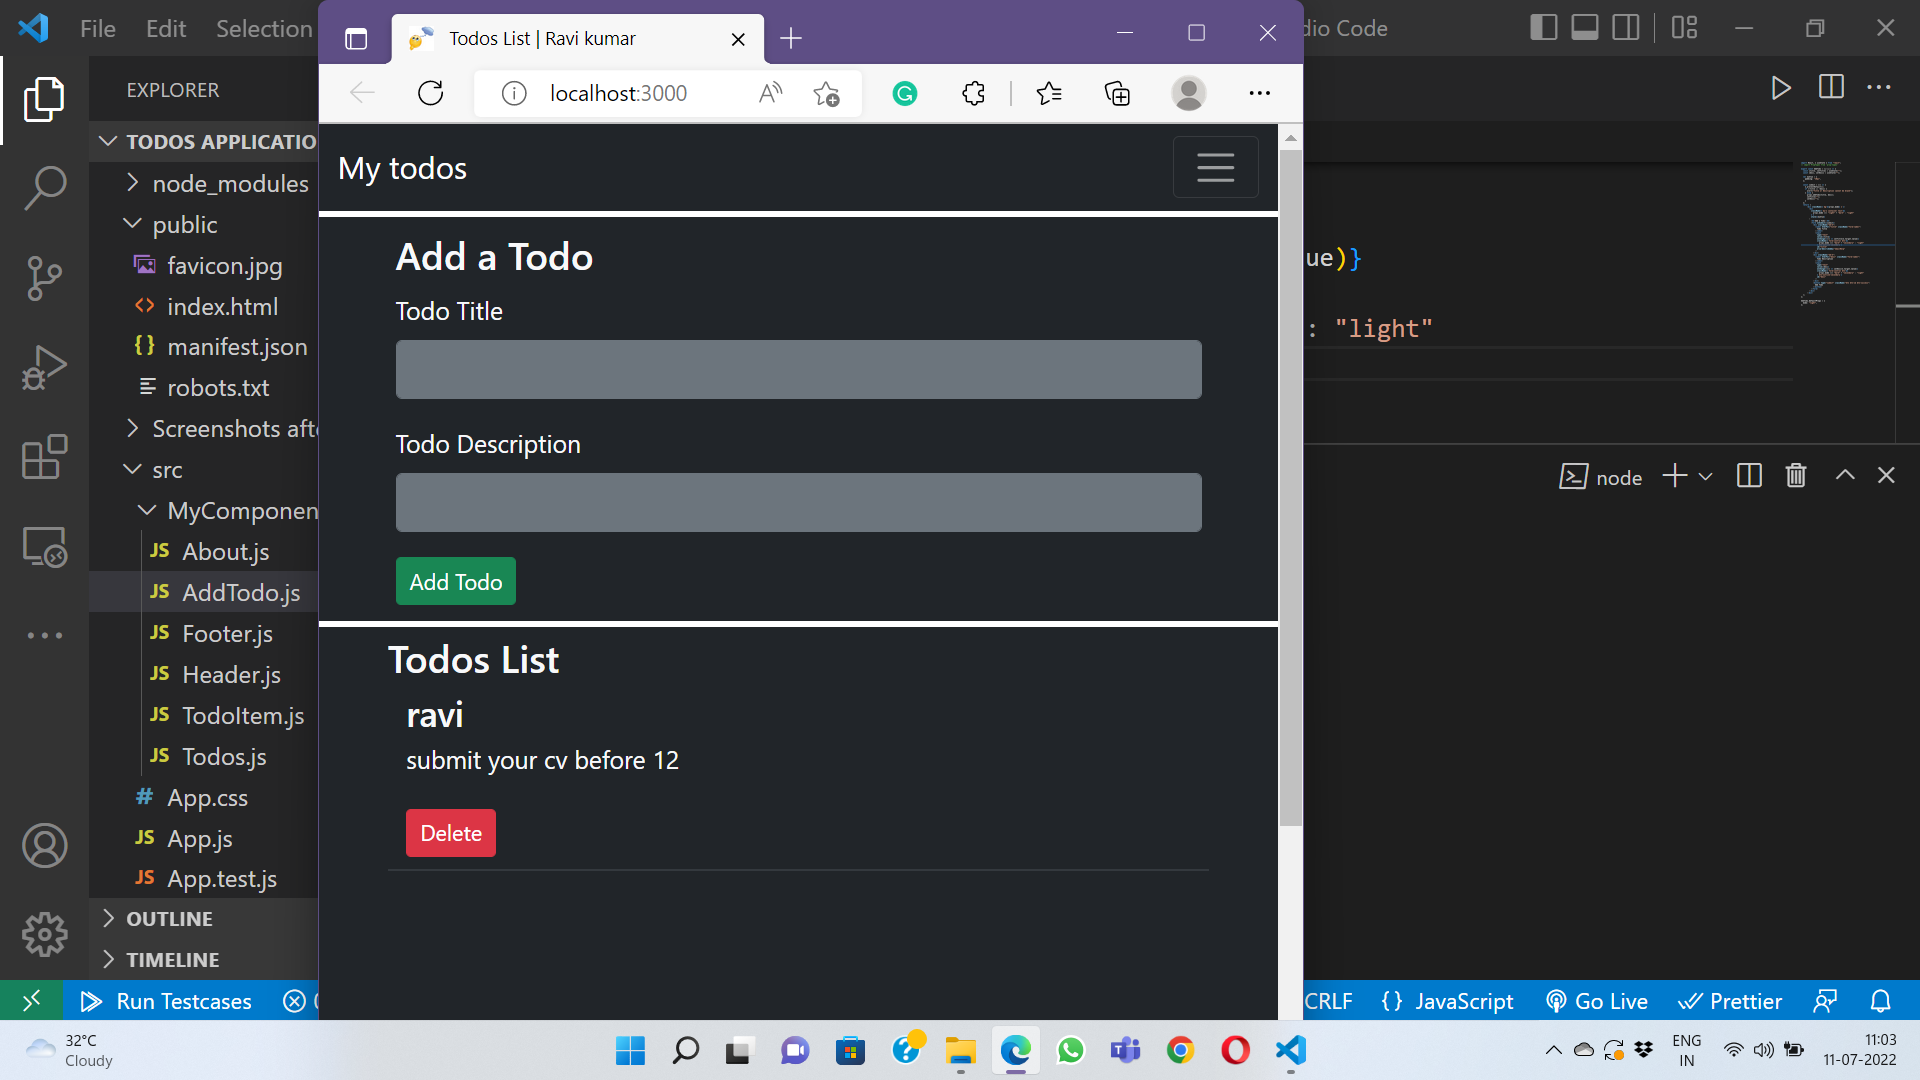 File Edit Selection
dio Code
Todos List | Ravi kumar
localhost:3000
EXPLORER
TODOS APPLICATIO
node_modules
public
favicon.jpg
index.html
manifest.json
robots.txt
Screenshots aft
src
MyComponen
About.js
AddTodo.js
Footer.js
Header.js
TodoItem.js
Todos.js
App.css
App.js
App.test.js
OUTLINE
TIMELINE
My todos
Add a Todo
Todo Title
Todo Description
Add Todo
Todos List
ravi
submit your cv before 12
Delete
ue)}
: "light"
node
Run Testcases
CRLF
{ } JavaScript
Go Live
Prettier
32°C
Cloudy
ENG
IN
11:03
11-07-2022